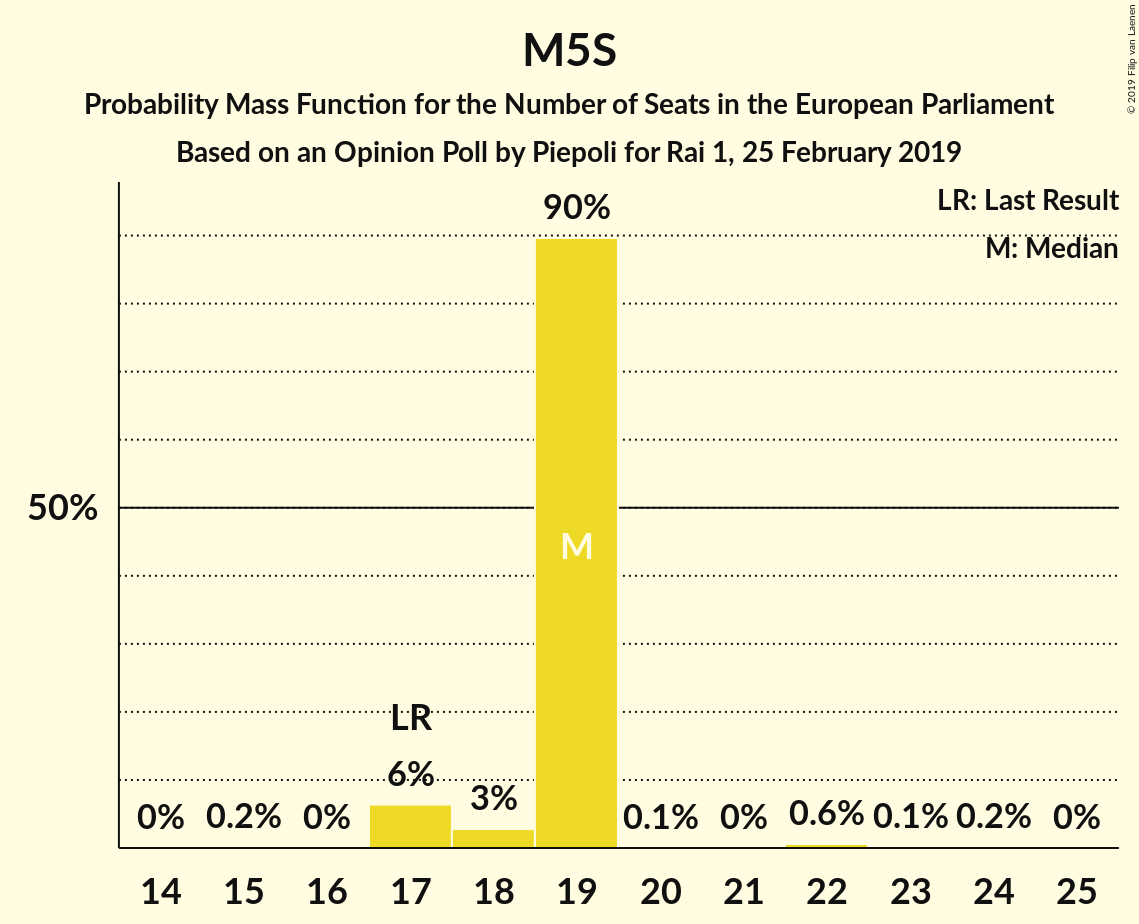 M5S
Probability Mass Function for the Number of Seats in the European Parliament
Based on an Opinion Poll by Piepoli for Rai 1, 25 February 2019
© 2019 Filip van Laenen
LR: Last Result
M: Median
90%
50%
M
LR
6%
3%
0% 0.2% 0% 0.1% 0% 0.6% 0.1% 0.2% 0%
14 15 16 17 18 19 20 21 22 23 24 25